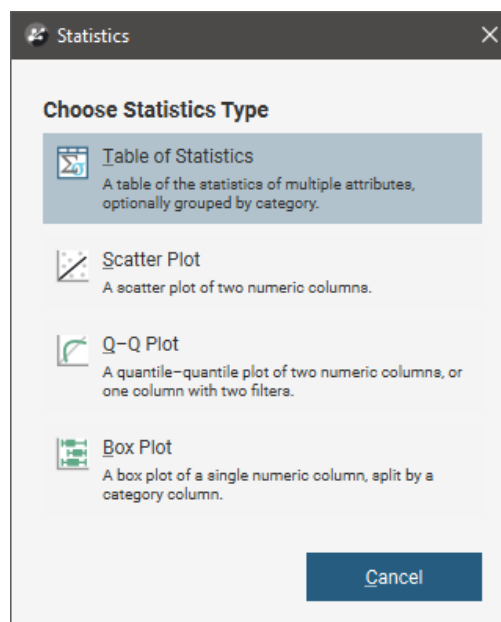 Statistics
Choose Statistics Type
Table of Statistics
A table of the statistics of multiple attributes,
optionally grouped by category.
Scatter Plot
A scatter plot of two numeric columns.
Q–Q Plot
A quantile–quantile plot of two numeric columns, or
one column with two filters.
Box Plot
A box plot of a single numeric column, split by a
category column.
Cancel